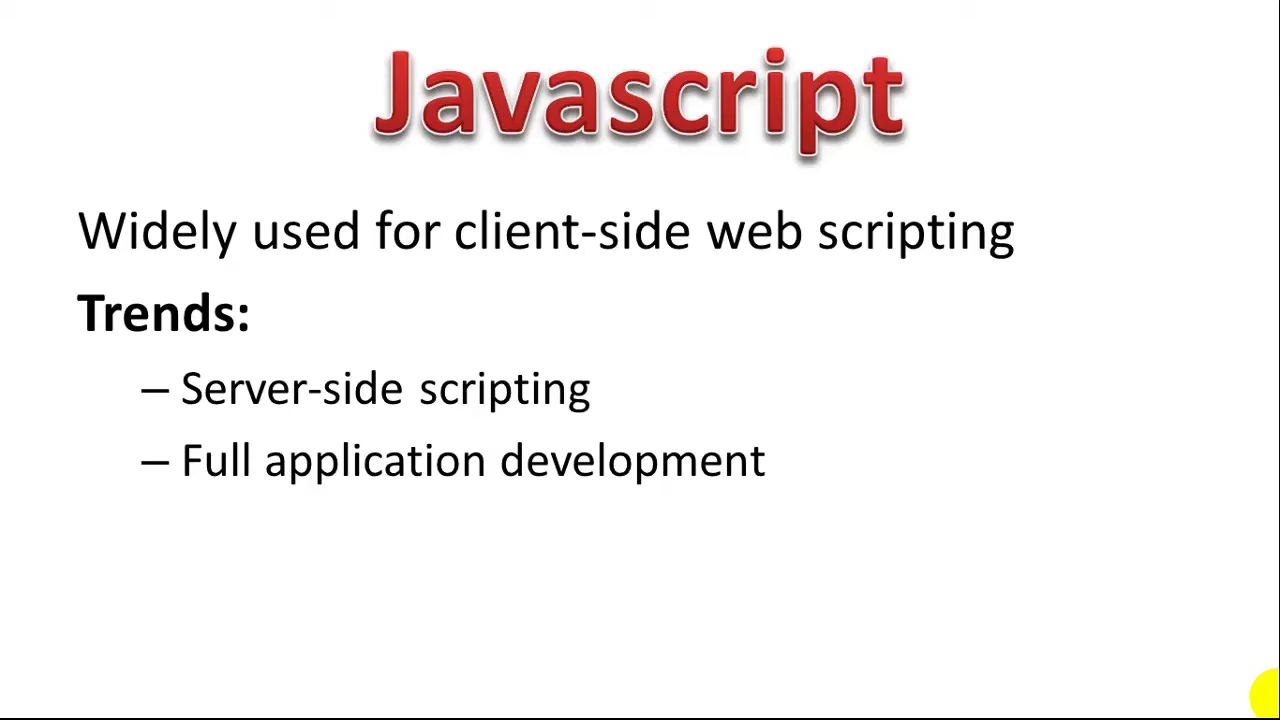 Javascript
Widely used for client-side web scripting
Trends:
– Server-side scripting
– Full application development